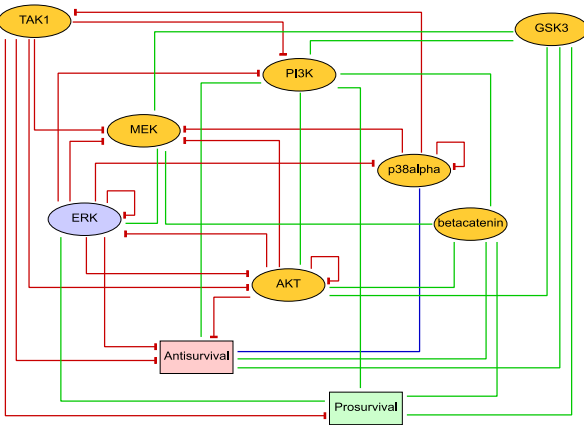 TAK1
GSK3
PI3K
MEK
p38alpha
ERK
betacatenin
AKT
Antisurvival
Prosurvival